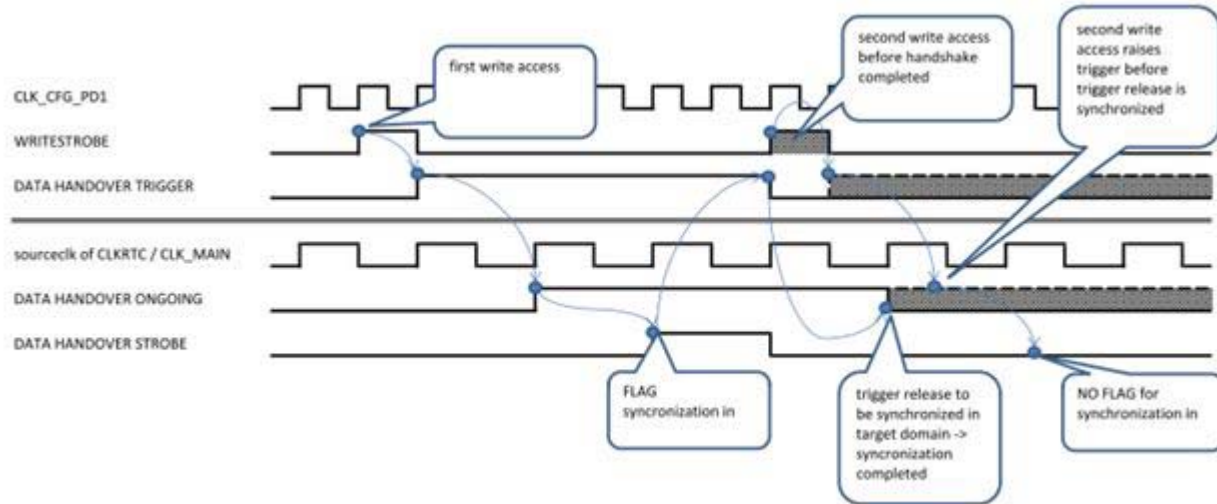 first write access
second write access
before handshake
completed
second write
access raises
trigger before
trigger release is
synchronized
CLK_CFG_PD1
WRITESTROBE
DATA HANDOVER TRIGGER
sourceclk of CLKRTC / CLK_MAIN
DATA HANDOVER ONGOING
DATA HANDOVER STROBE
FLAG
syncronization in
trigger release to
be synchronized in
target domain ->
syncronization
completed
NO FLAG for
synchronization in